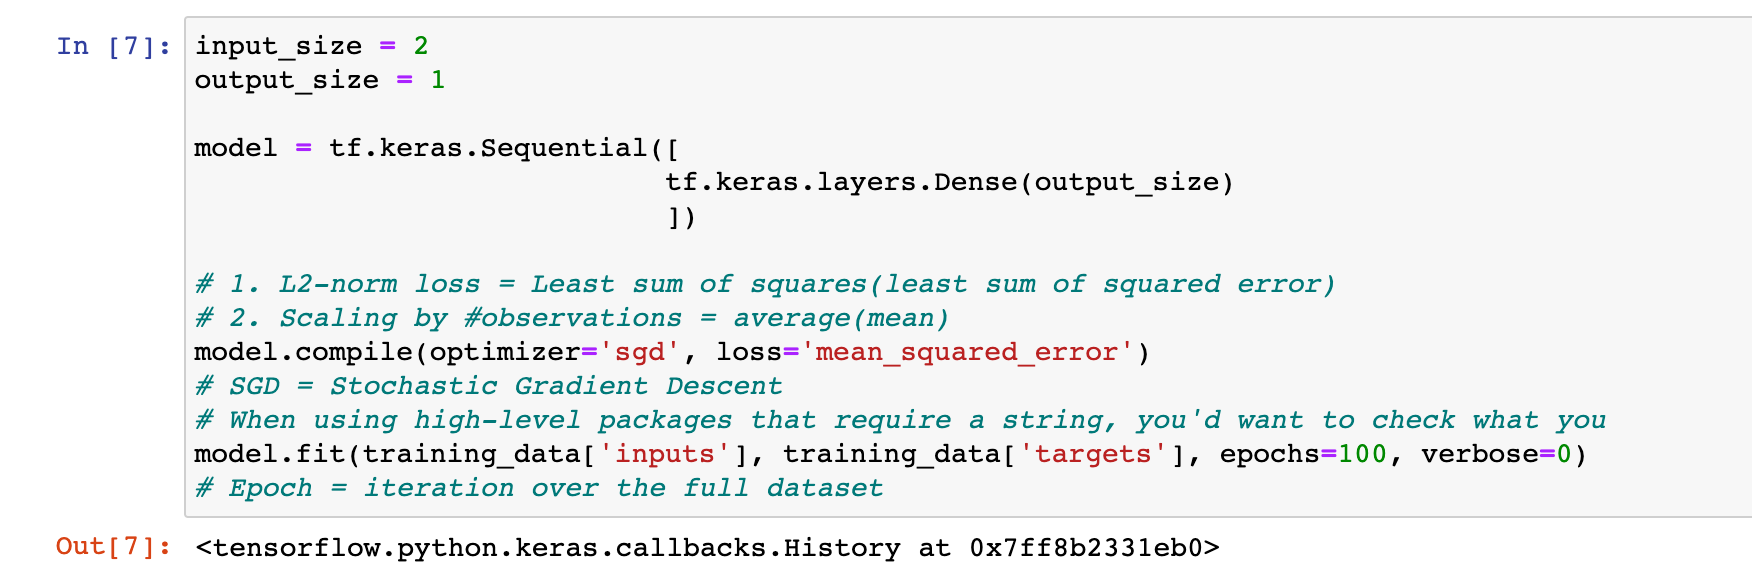 In [7]: input_size = 2
output_size = 1
model = tf.keras.Sequential([
tf.keras.layers.Dense(output_size)
])
# 1. L2-norm loss = Least sum of squares(least sum of squared error)
# 2. Scaling by #observations = average(mean)
model.compile(optimizer='sgd', loss='mean_squared_error')
# SGD = Stochastic Gradient Descent
# When using high-level packages that require a string, you'd want to check what you
model.fit(training_data['inputs'], training_data['targets'], epochs=100, verbose=0)
# Epoch = iteration over the full dataset
Out[7]: <tensorflow.python.keras.callbacks.History at 0x7ff8b2331eb0>